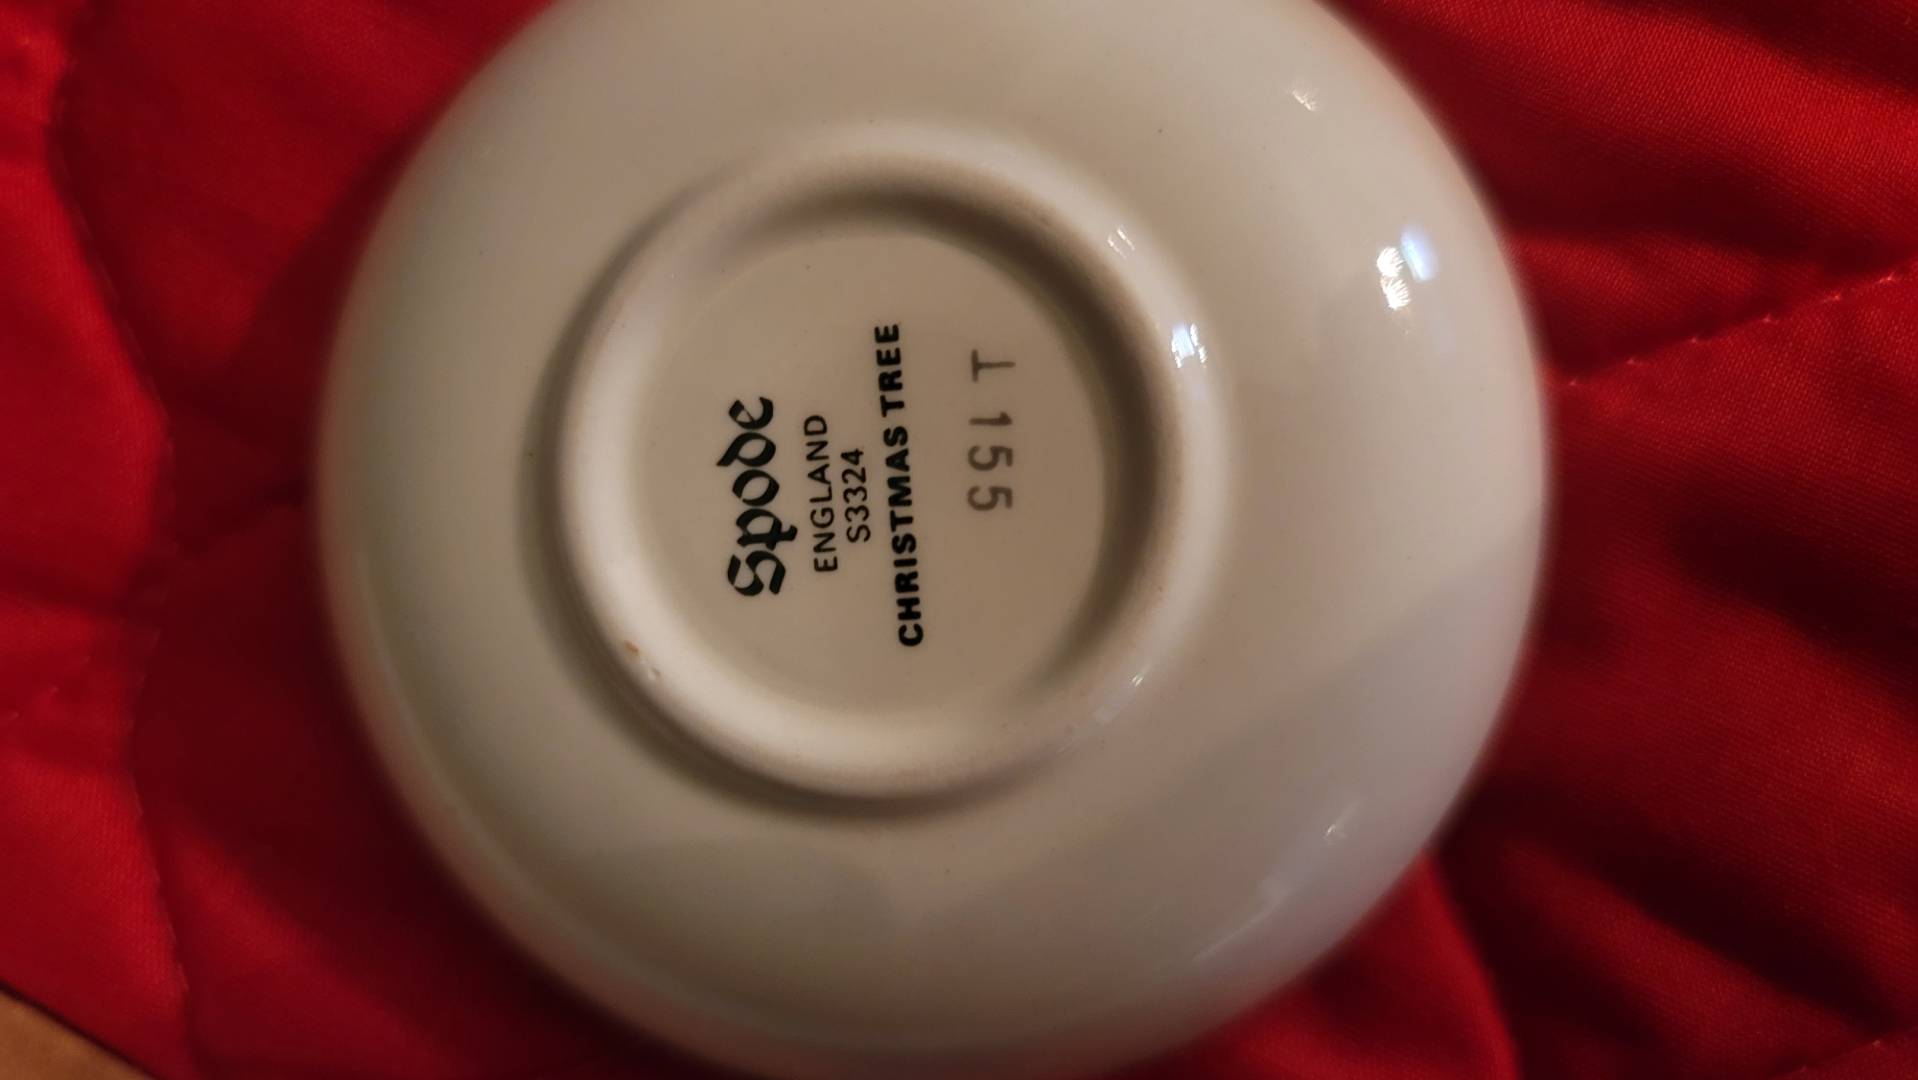 Spode
ENGLAND
S3324
CHRISTMAS TREE
T 155